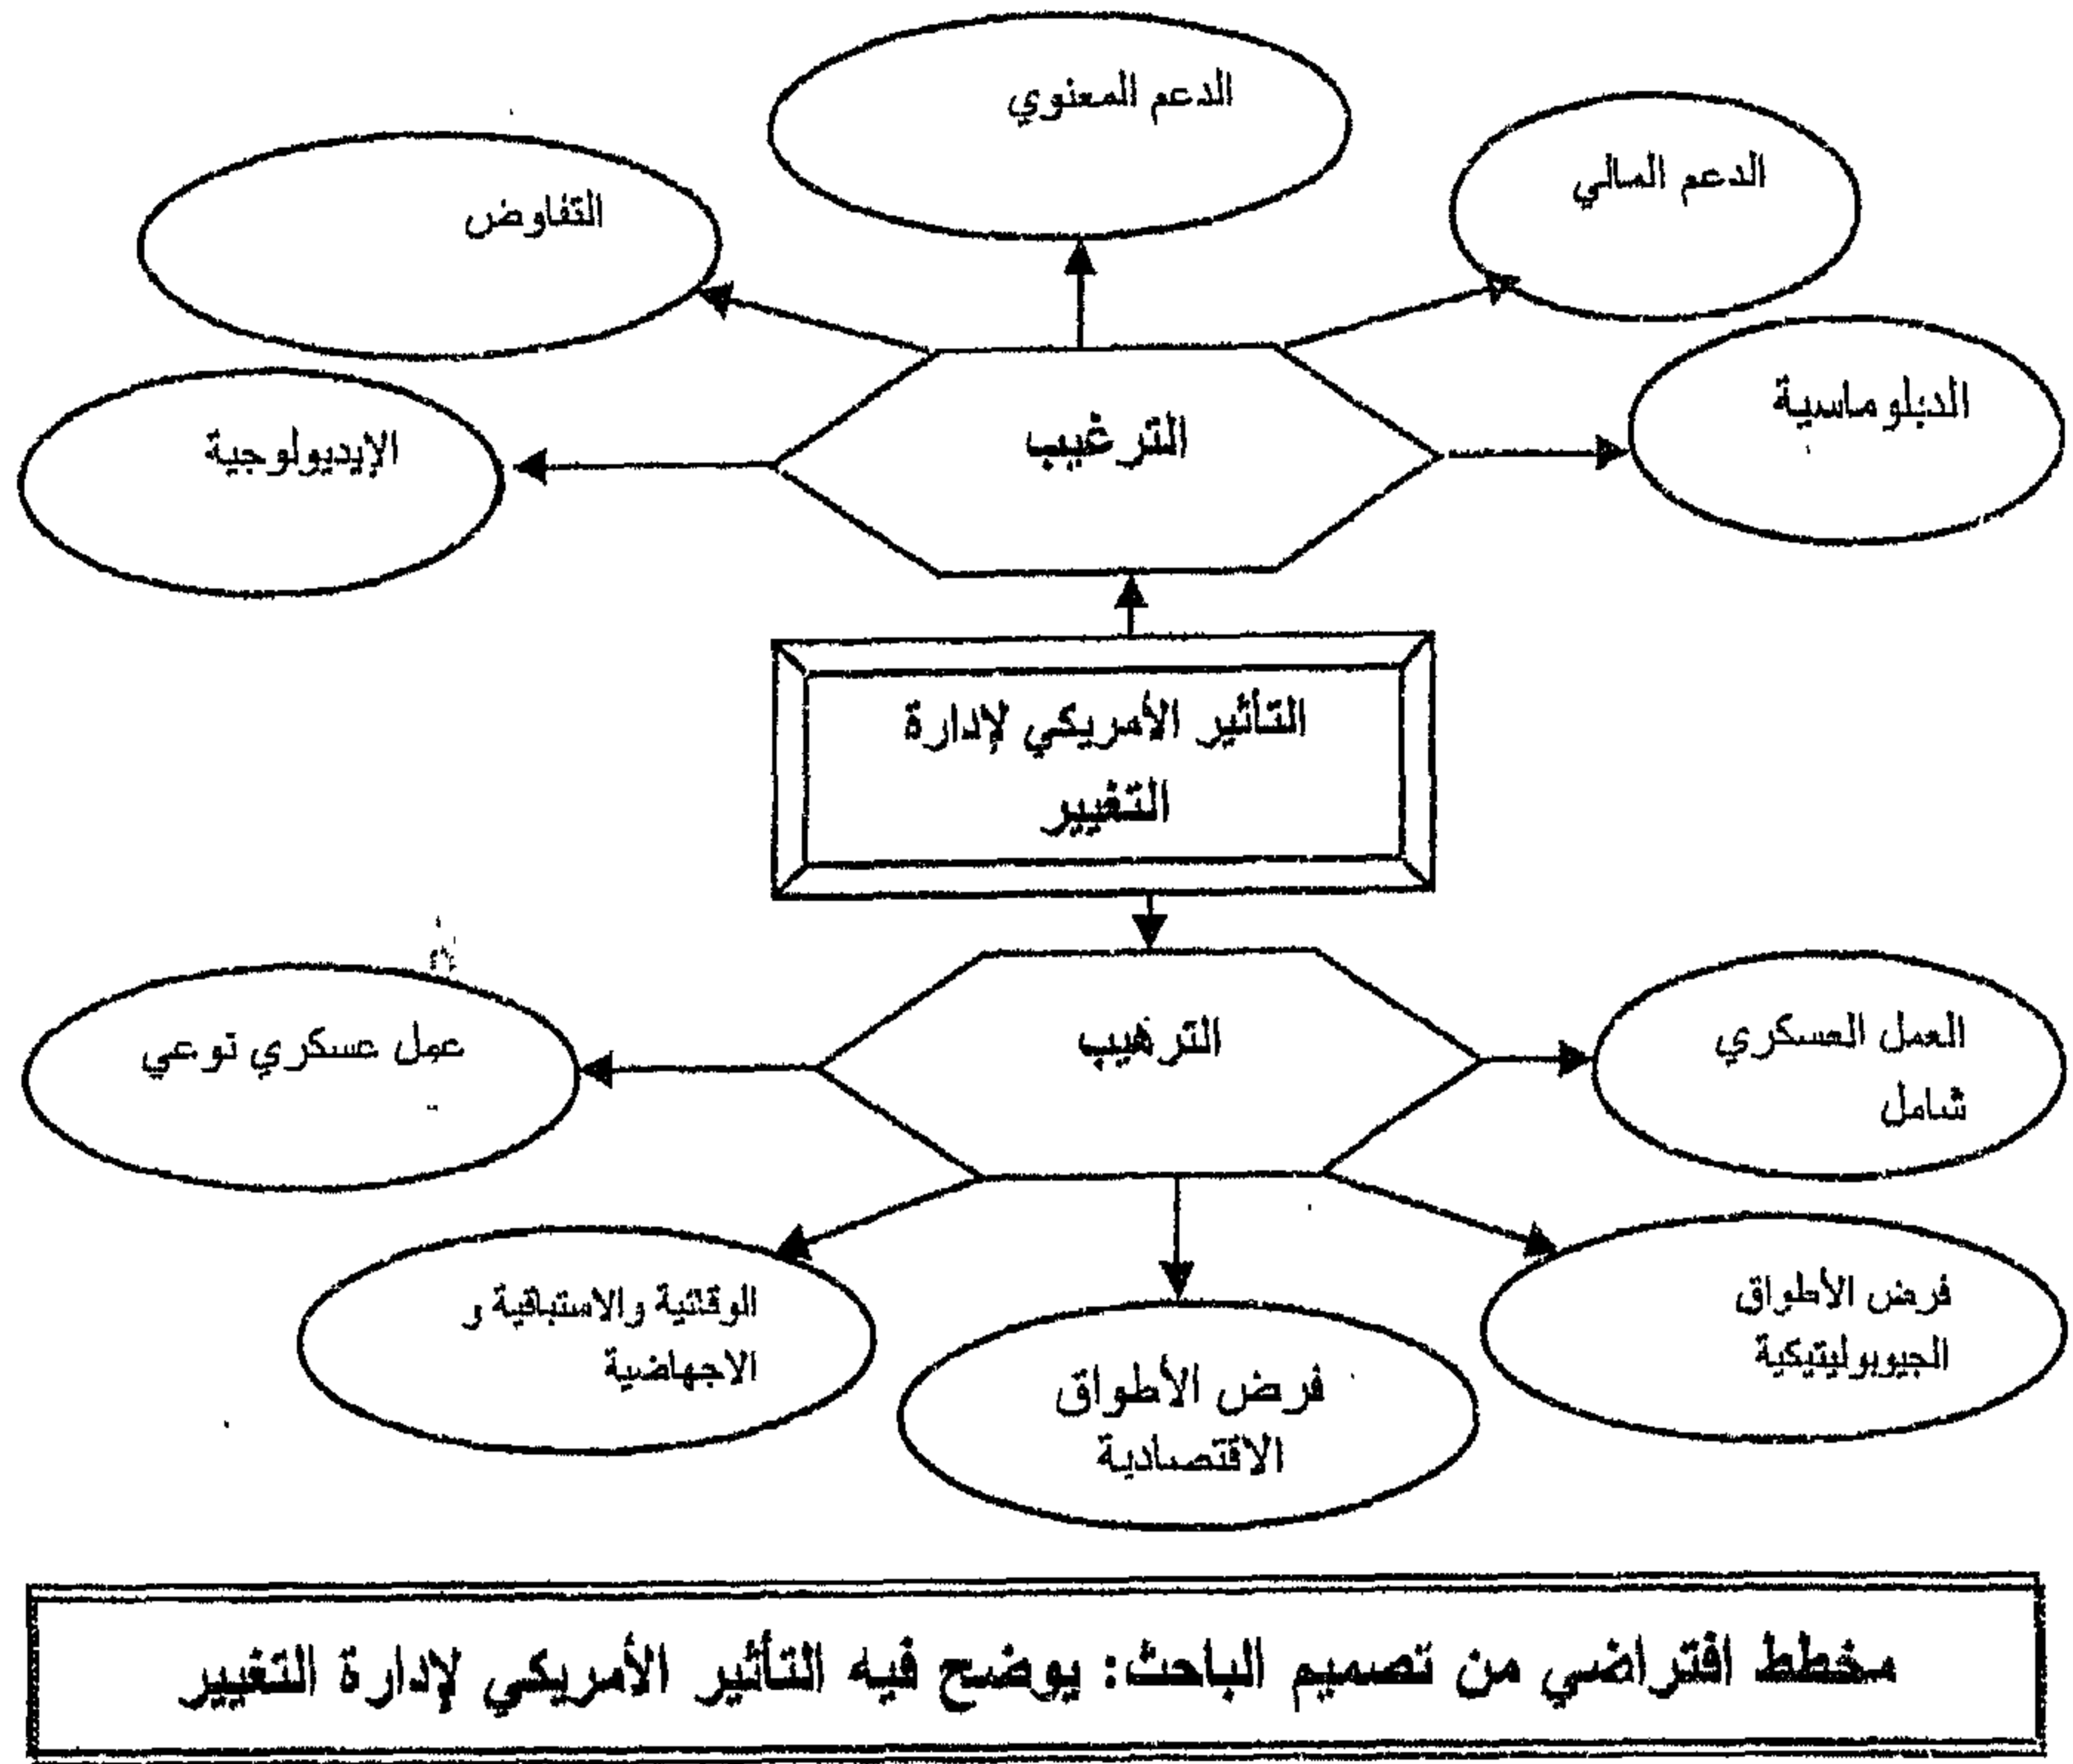 الدعم المعنوي
الدعم المالي
التفاوض
الدبلوماسية
الترغيب
الإيديولوجية
التأثير الأمريكي لإدارة
التغيير
الترهيب
العمل العسكري
شامل
عمل عسكري نوعي
فرض الأطواق
الجيوبوليتيكية
الوقائية والاستباقية و
الاجهاضية
فرض الأطواق
الاقتصادية
مخطط افتراضي من تصميم الباحث: يوضح فيه التأثير الأمريكي لإدارة التغيير